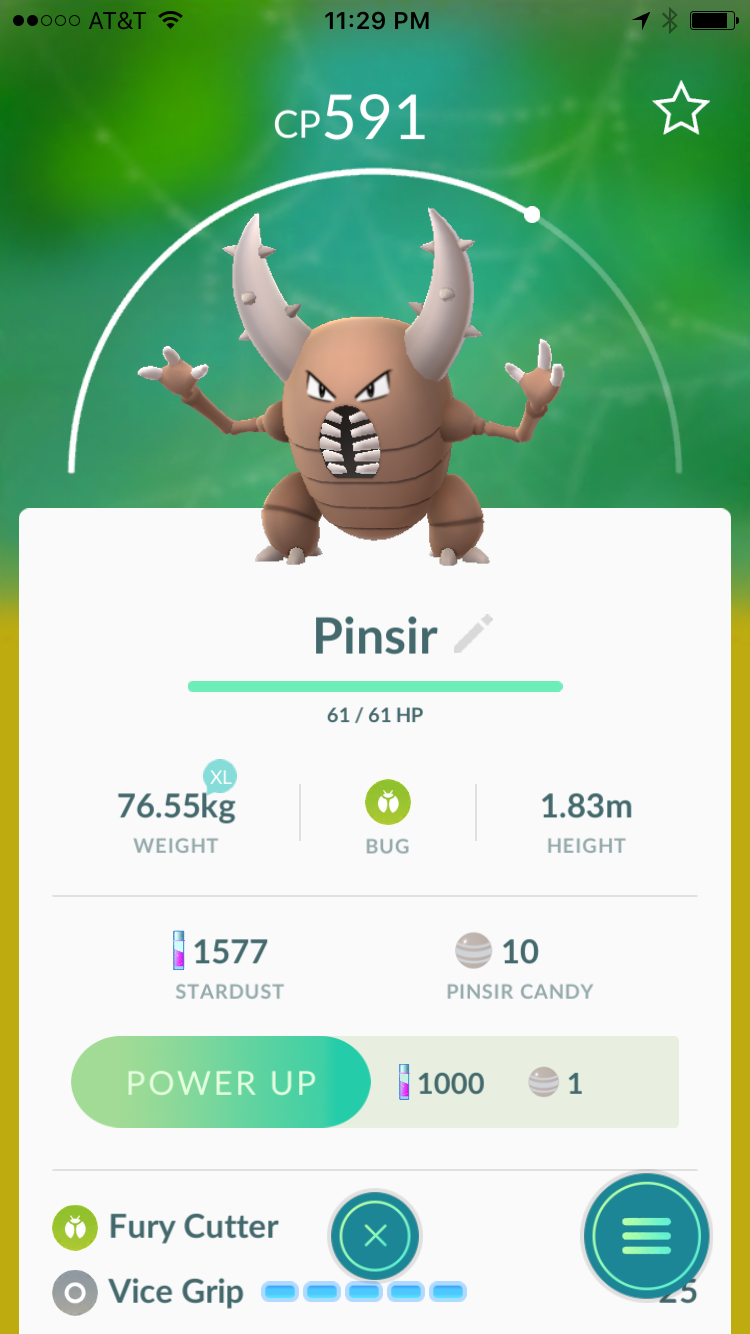 AT&T 11:29 PM
CP591
Pinsir
61 / 61 HP
XL
76.55kg 1.83m
WEIGHT BUG HEIGHT
1577 10
STARDUST PINSIR CANDY
POWER UP 1000 1
Fury Cutter
Vice Grip 25